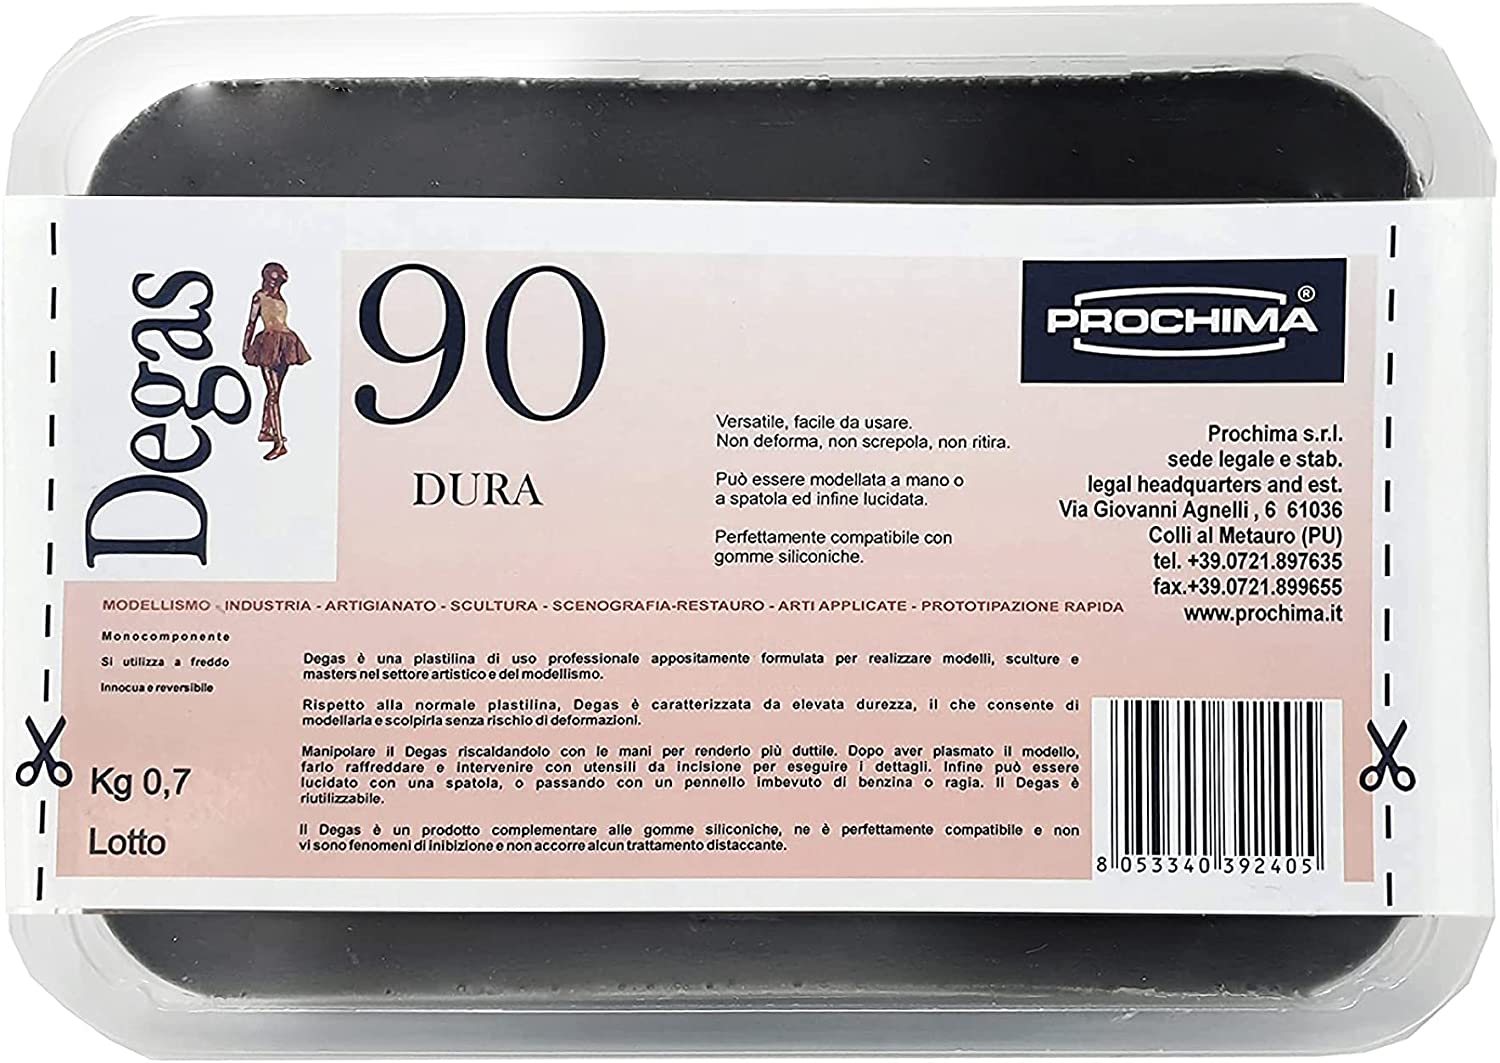 Degas
90
DURA
PROCHIMA®
Versatile, facile da usare.
Non deforma, non screpola, non ritira.
Può essere modellata a mano o
a spatola ed infine lucidata.
Perfettamente compatibile con
gomme siliconiche.
Prochima s.r.l.
sede legale e stab.
legal headquarters and est.
Via Giovanni Agnelli , 6 61036
Colli al Metauro (PU)
tel. +39.0721.897635
fax.+39.0721.899655
www.prochima.it
MODELLISMO - INDUSTRIA - ARTIGIANATO - SCULTURA - SCENOGRAFIA-RESTAURO - ARTI APPLICATE - PROTOTIPAZIONE RAPIDA
Monocomponente
Si utilizza a freddo
Innocua e reversibile
Degas è una plastilina di uso professionale appositamente formulata per realizzare modelli, sculture e
masters nel settore artistico e del modellismo.
Rispetto alla normale plastilina, Degas è caratterizzata da elevata durezza, il che consente di
modellarla e scolpirla senza rischio di deformazioni.
Manipolare il Degas riscaldandolo con le mani per renderlo più duttile. Dopo aver plasmato il modello,
farlo raffreddare e intervenire con utensili da incisione per eseguire i dettagli. Infine può essere
lucidato con una spatola, o passando con un pennello imbevuto di benzina o ragia. Il Degas è
riutilizzabile.
Il Degas è un prodotto complementare alle gomme siliconiche, ne è perfettamente compatibile e non
vi sono fenomeni di inibizione e non accorre alcun trattamento distaccante.
Kg 0,7
Lotto
8 053340 392405